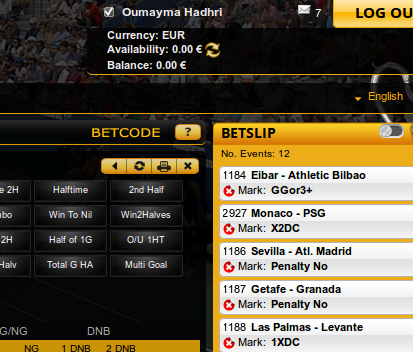 Oumayma Hadhri
7
LOG OU
Currency: EUR
Availability: 0.00 €
Balance: 0.00 €
English
BETCODE
?
BETSLIP
No. Events: 12
e 2H
Halftime
2nd Half
mbo
Win To Nil
Win2Halves
2H
Half of 1G
O/U 1HT
Halv
Total G HA
Multi Goal
G/NG
DNB
NG
1 DNB
2 DNB
1184 Eibar - Athletic Bilbao
Mark: GGor3+
2927 Monaco - PSG
Mark: X2DC
1186 Sevilla - Atl. Madrid
Mark: Penalty No
1187 Getafe - Granada
Mark: Penalty No
1188 Las Palmas - Levante
Mark: 1XDC